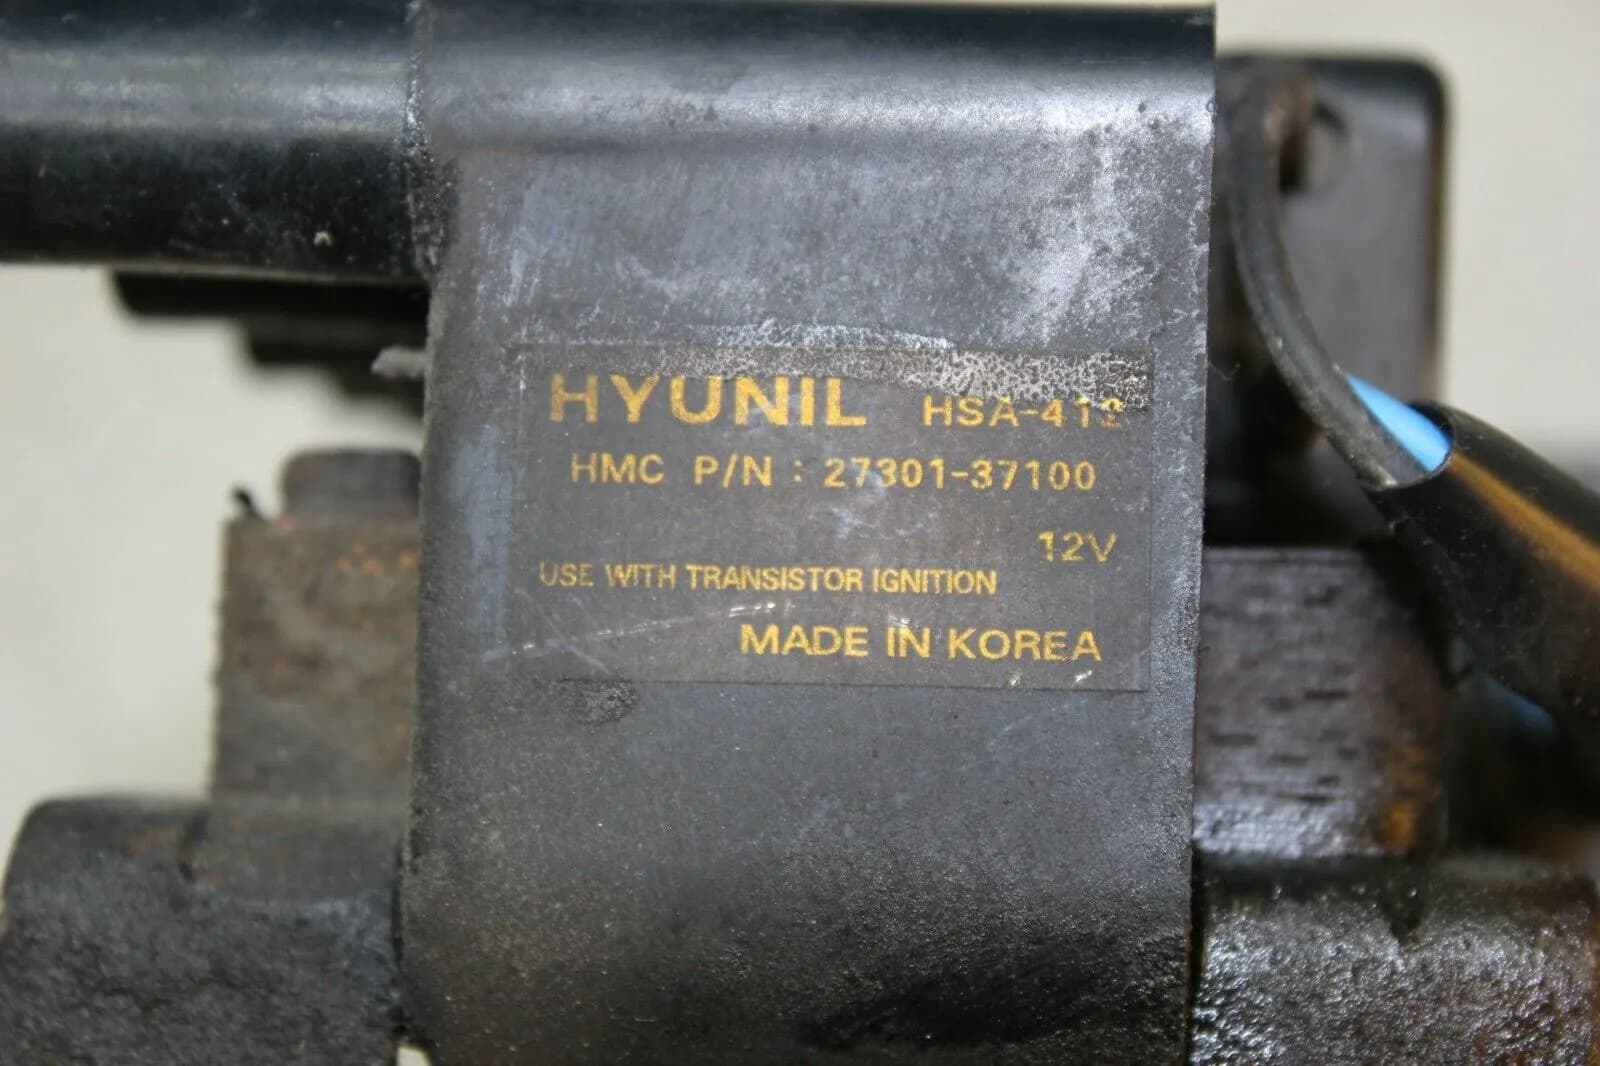 HYUNIL HSA-412
HMC P/N : 27301-37100
12V
USE WITH TRANSISTOR IGNITION
MADE IN KOREA